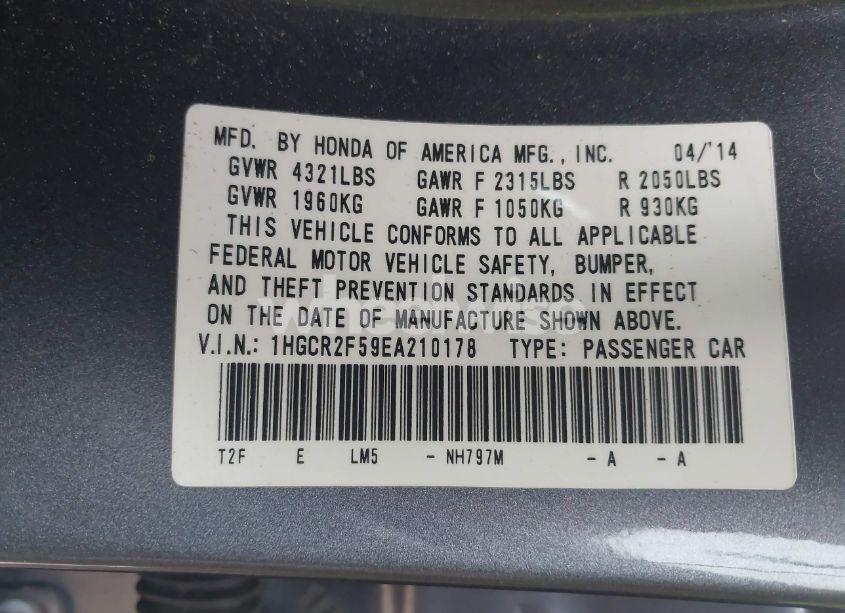 MFD. BY HONDA OF AMERICA MFG., INC. 04/'14
GVWR 4321LBS GAWR F 2315LBS R 2050LBS
GVWR 1960KG GAWR F 1050KG R 930KG
THIS VEHICLE CONFORMS TO ALL APPLICABLE
FEDERAL MOTOR VEHICLE SAFETY, BUMPER,
AND THEFT PREVENTION STANDARDS IN EFFECT
ON THE DATE OF MANUFACTURE SHOWN ABOVE.
V.I.N.: 1HGCR2F59EA210178 TYPE: PASSENGER CAR
T2F E LM5 - NH797M - A - A